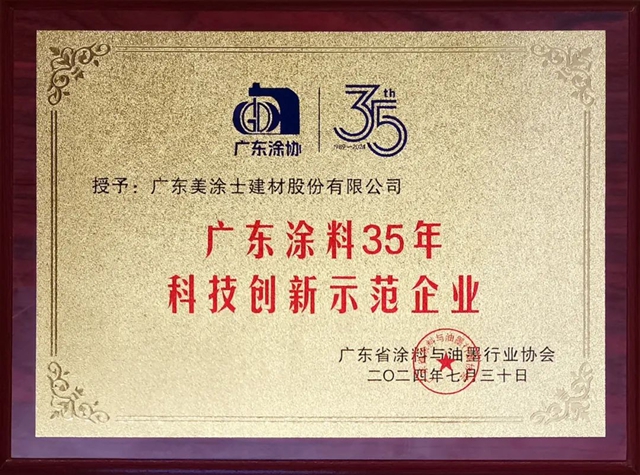 35th
1989—2024
广东涂协
授予：广东美涂士建材股份有限公司
广东涂料35年
科技创新示范企业
广东省涂料与油墨行业协会
二〇二四年七月三十日